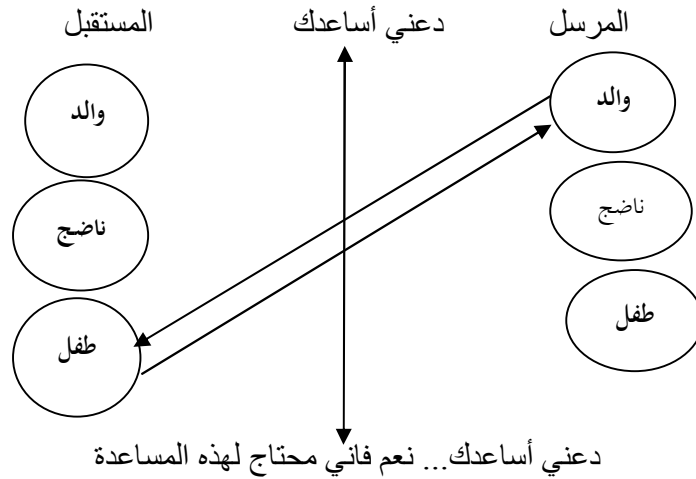 المرسل دعني أساعدك المستقبل
والد والد
ناضج ناضج
طفل طفل
دعني أساعدك... نعم فاني محتاج لهذه المساعدة